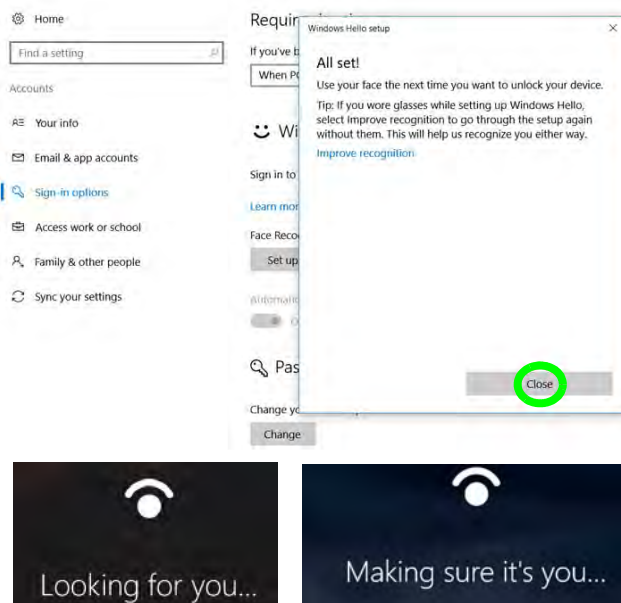 Home
Find a setting
Accounts
Your info
Email & app accounts
Sign-in options
Access work or school
Family & other people
Sync your settings
Requir
If you've b
When PC
Wi
Sign in to
Learn mor
Face Reco
Set up
Automatic
Pas
Change yo
Change
Windows Hello setup
All set!
Use your face the next time you want to unlock your device.
Tip: If you wore glasses while setting up Windows Hello,
select Improve recognition to go through the setup again
without them. This will help us recognize you either way.
Improve recognition
Close
Looking for you...
Making sure it's you...